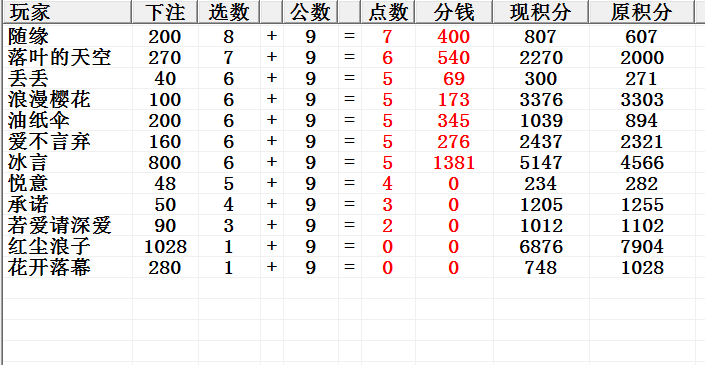 玩家 下注 选数 公数 点数 分钱 现积分 原积分
随缘 200 8 + 9 = 7 400 807 607
落叶的天空 270 7 + 9 = 6 540 2270 2000
丢丢 40 6 + 9 = 5 69 300 271
浪漫樱花 100 6 + 9 = 5 173 3376 3303
油纸伞 200 6 + 9 = 5 345 1039 894
爱不言弃 160 6 + 9 = 5 276 2437 2321
冰言 800 6 + 9 = 5 1381 5147 4566
悦意 48 5 + 9 = 4 0 234 282
承诺 50 4 + 9 = 3 0 1205 1255
若爱请深爱 90 3 + 9 = 2 0 1012 1102
红尘浪子 1028 1 + 9 = 0 0 6876 7904
花开落幕 280 1 + 9 = 0 0 748 1028